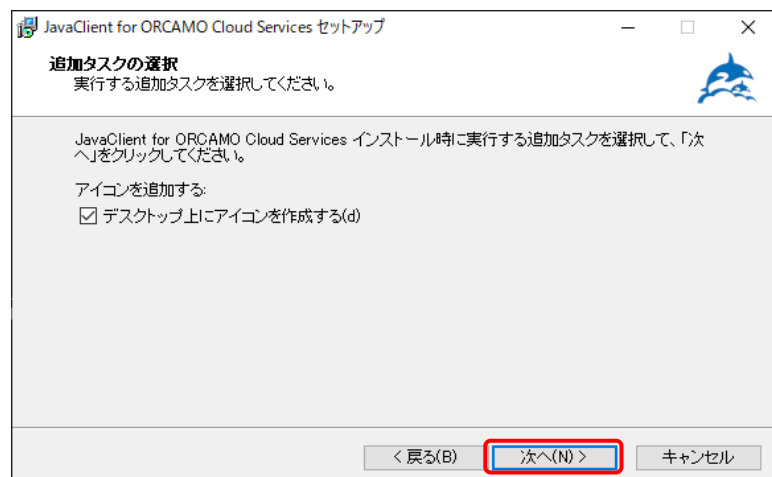 JavaClient for ORCAMO Cloud Services セットアップ
追加タスクの選択
実行する追加タスクを選択してください。
JavaClient for ORCAMO Cloud Services インストール時に実行する追加タスクを選択して、「次
へ」をクリックしてください。
アイコンを追加する:
デスクトップ上にアイコンを作成する(d)
< 戻る(B) 次へ(N) > キャンセル